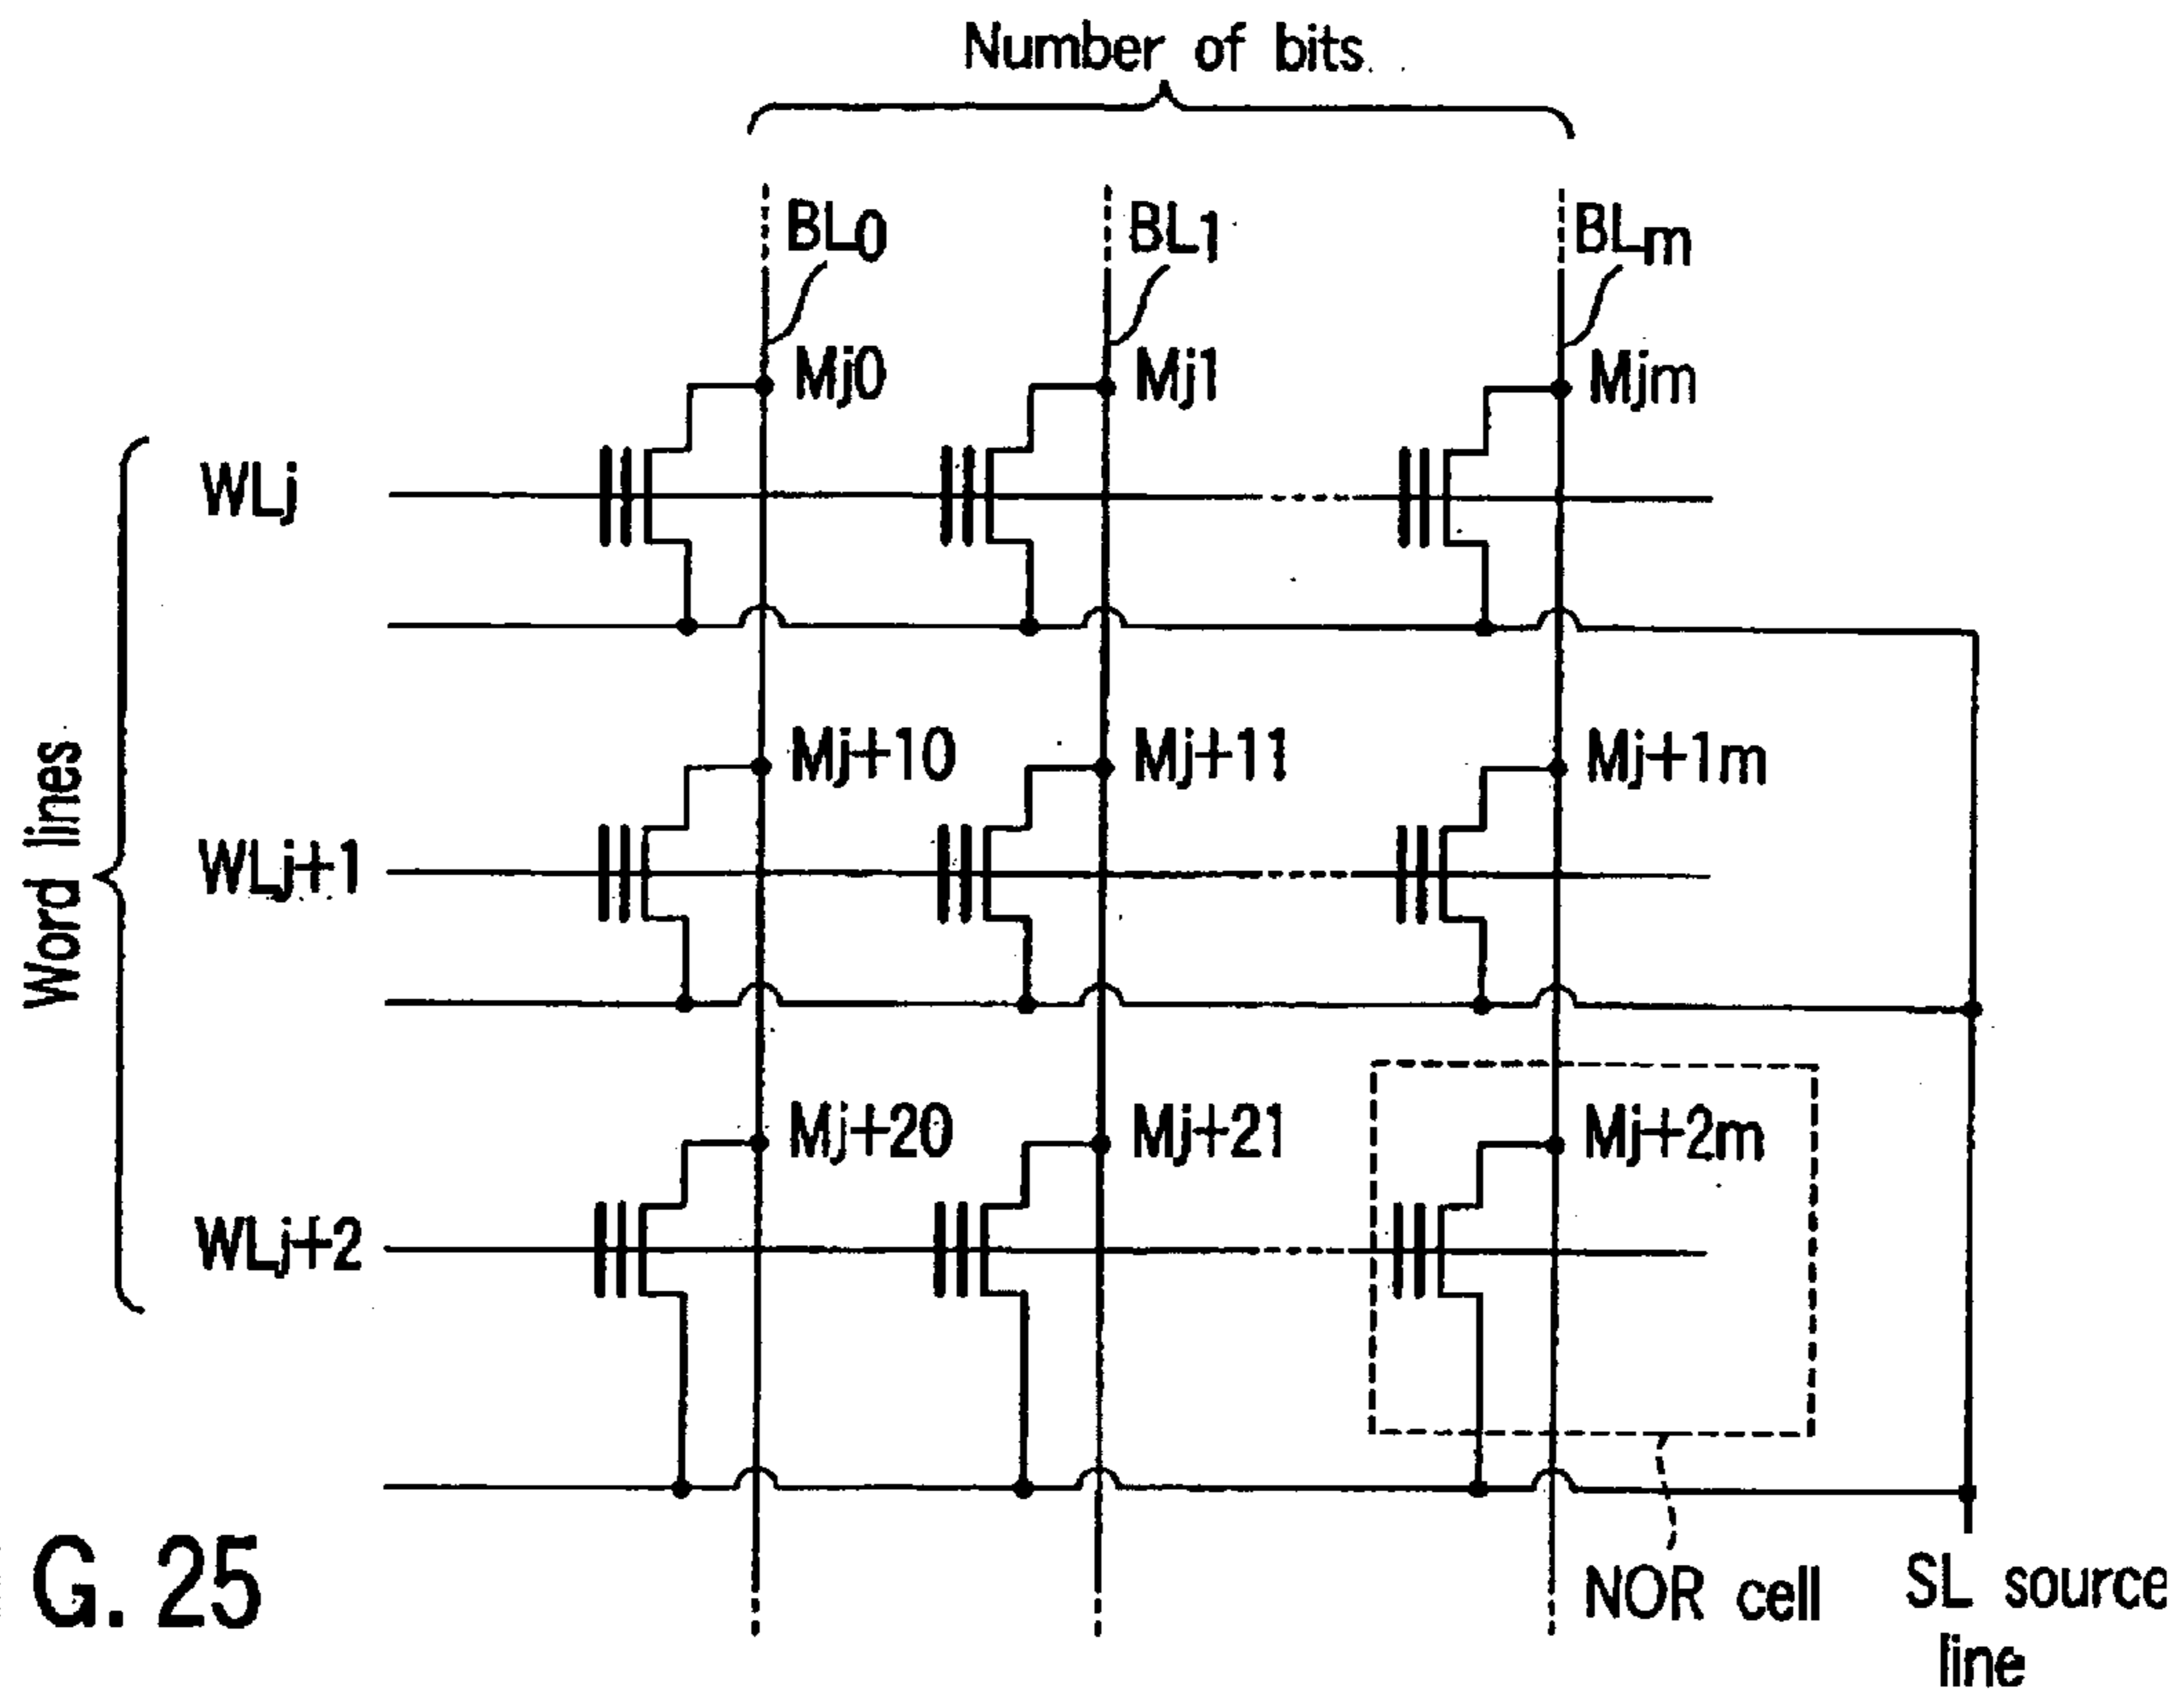 Number of bits
BL0 BL1 BLm
Mj0 Mj1 Mjm
WLj
Mj+10 Mj+11 Mj+1m
WLj+1
Word lines
Mj+20 Mj+21 Mj+2m
WLj+2
NOR cell
SL source
line
G. 25